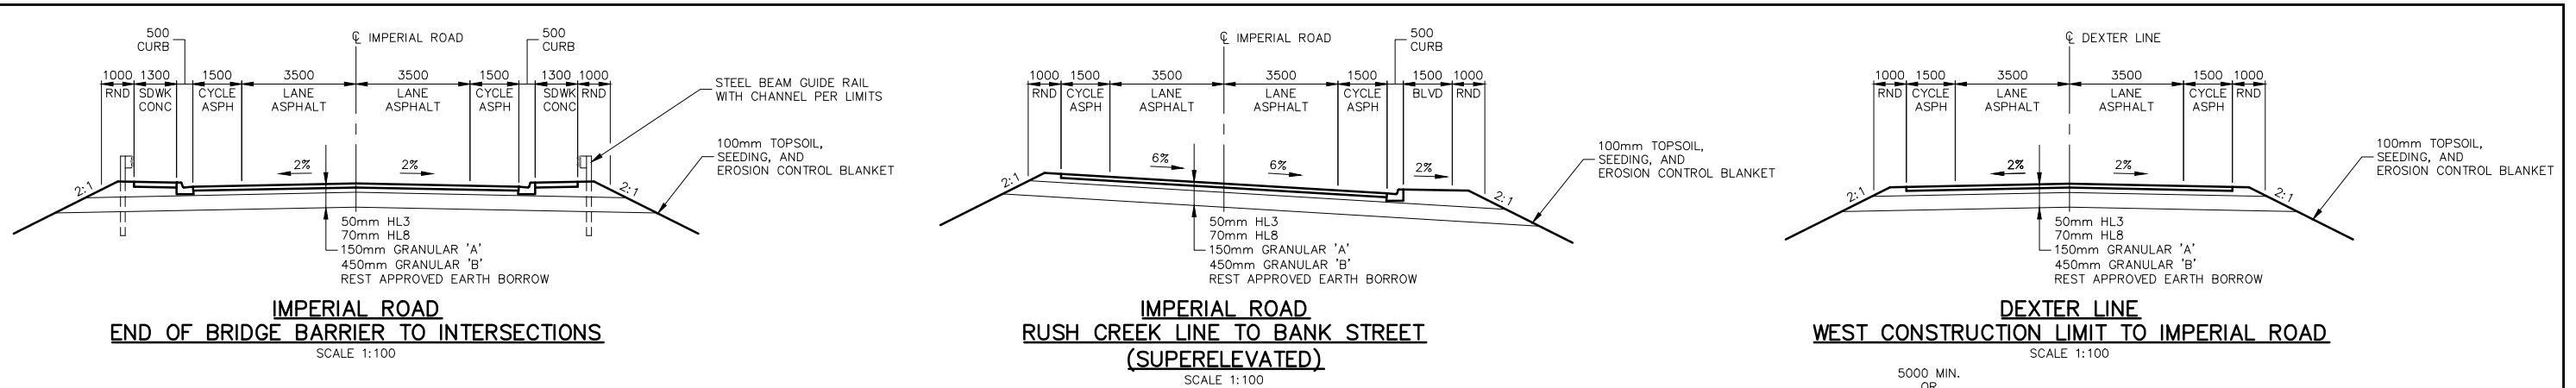 500
CURB
℄ IMPERIAL ROAD
500
CURB
1000 1300 1500 3500 3500 1500 1300 1000
RND SDWK CYCLE LANE LANE CYCLE SDWK RND
CONC ASPH ASPHALT ASPHALT ASPH CONC
STEEL BEAM GUIDE RAIL
WITH CHANNEL PER LIMITS
100mm TOPSOIL,
SEEDING, AND
EROSION CONTROL BLANKET
2:1 2% 2% 2:1
50mm HL3
70mm HL8
150mm GRANULAR 'A'
450mm GRANULAR 'B'
REST APPROVED EARTH BORROW
IMPERIAL ROAD
END OF BRIDGE BARRIER TO INTERSECTIONS
SCALE 1:100
℄ IMPERIAL ROAD
500
CURB
1000 1500 3500 3500 1500 1500 1000
RND CYCLE LANE LANE CYCLE BLVD RND
ASPH ASPHALT ASPHALT ASPH
100mm TOPSOIL,
SEEDING, AND
EROSION CONTROL BLANKET
2:1 6% 6% 2% 2:1
50mm HL3
70mm HL8
150mm GRANULAR 'A'
450mm GRANULAR 'B'
REST APPROVED EARTH BORROW
IMPERIAL ROAD
RUSH CREEK LINE TO BANK STREET
(SUPERELEVATED)
SCALE 1:100
℄ DEXTER LINE
1000 1500 3500 3500 1500 1000
RND CYCLE LANE LANE CYCLE RND
ASPH ASPHALT ASPHALT ASPH
100mm TOPSOIL,
SEEDING, AND
EROSION CONTROL BLANKET
2:1 2% 2% 2:1
50mm HL3
70mm HL8
150mm GRANULAR 'A'
450mm GRANULAR 'B'
REST APPROVED EARTH BORROW
DEXTER LINE
WEST CONSTRUCTION LIMIT TO IMPERIAL ROAD
SCALE 1:100
5000 MIN.
OR